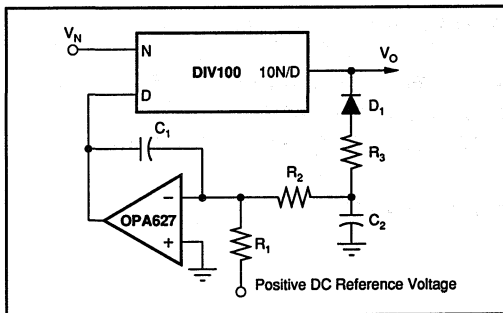 V_N
N
DIV100 10N/D
V_O
D
D_1
C_1
R_3
R_2
OPA627
−
+
R_1
C_2
Positive DC Reference Voltage